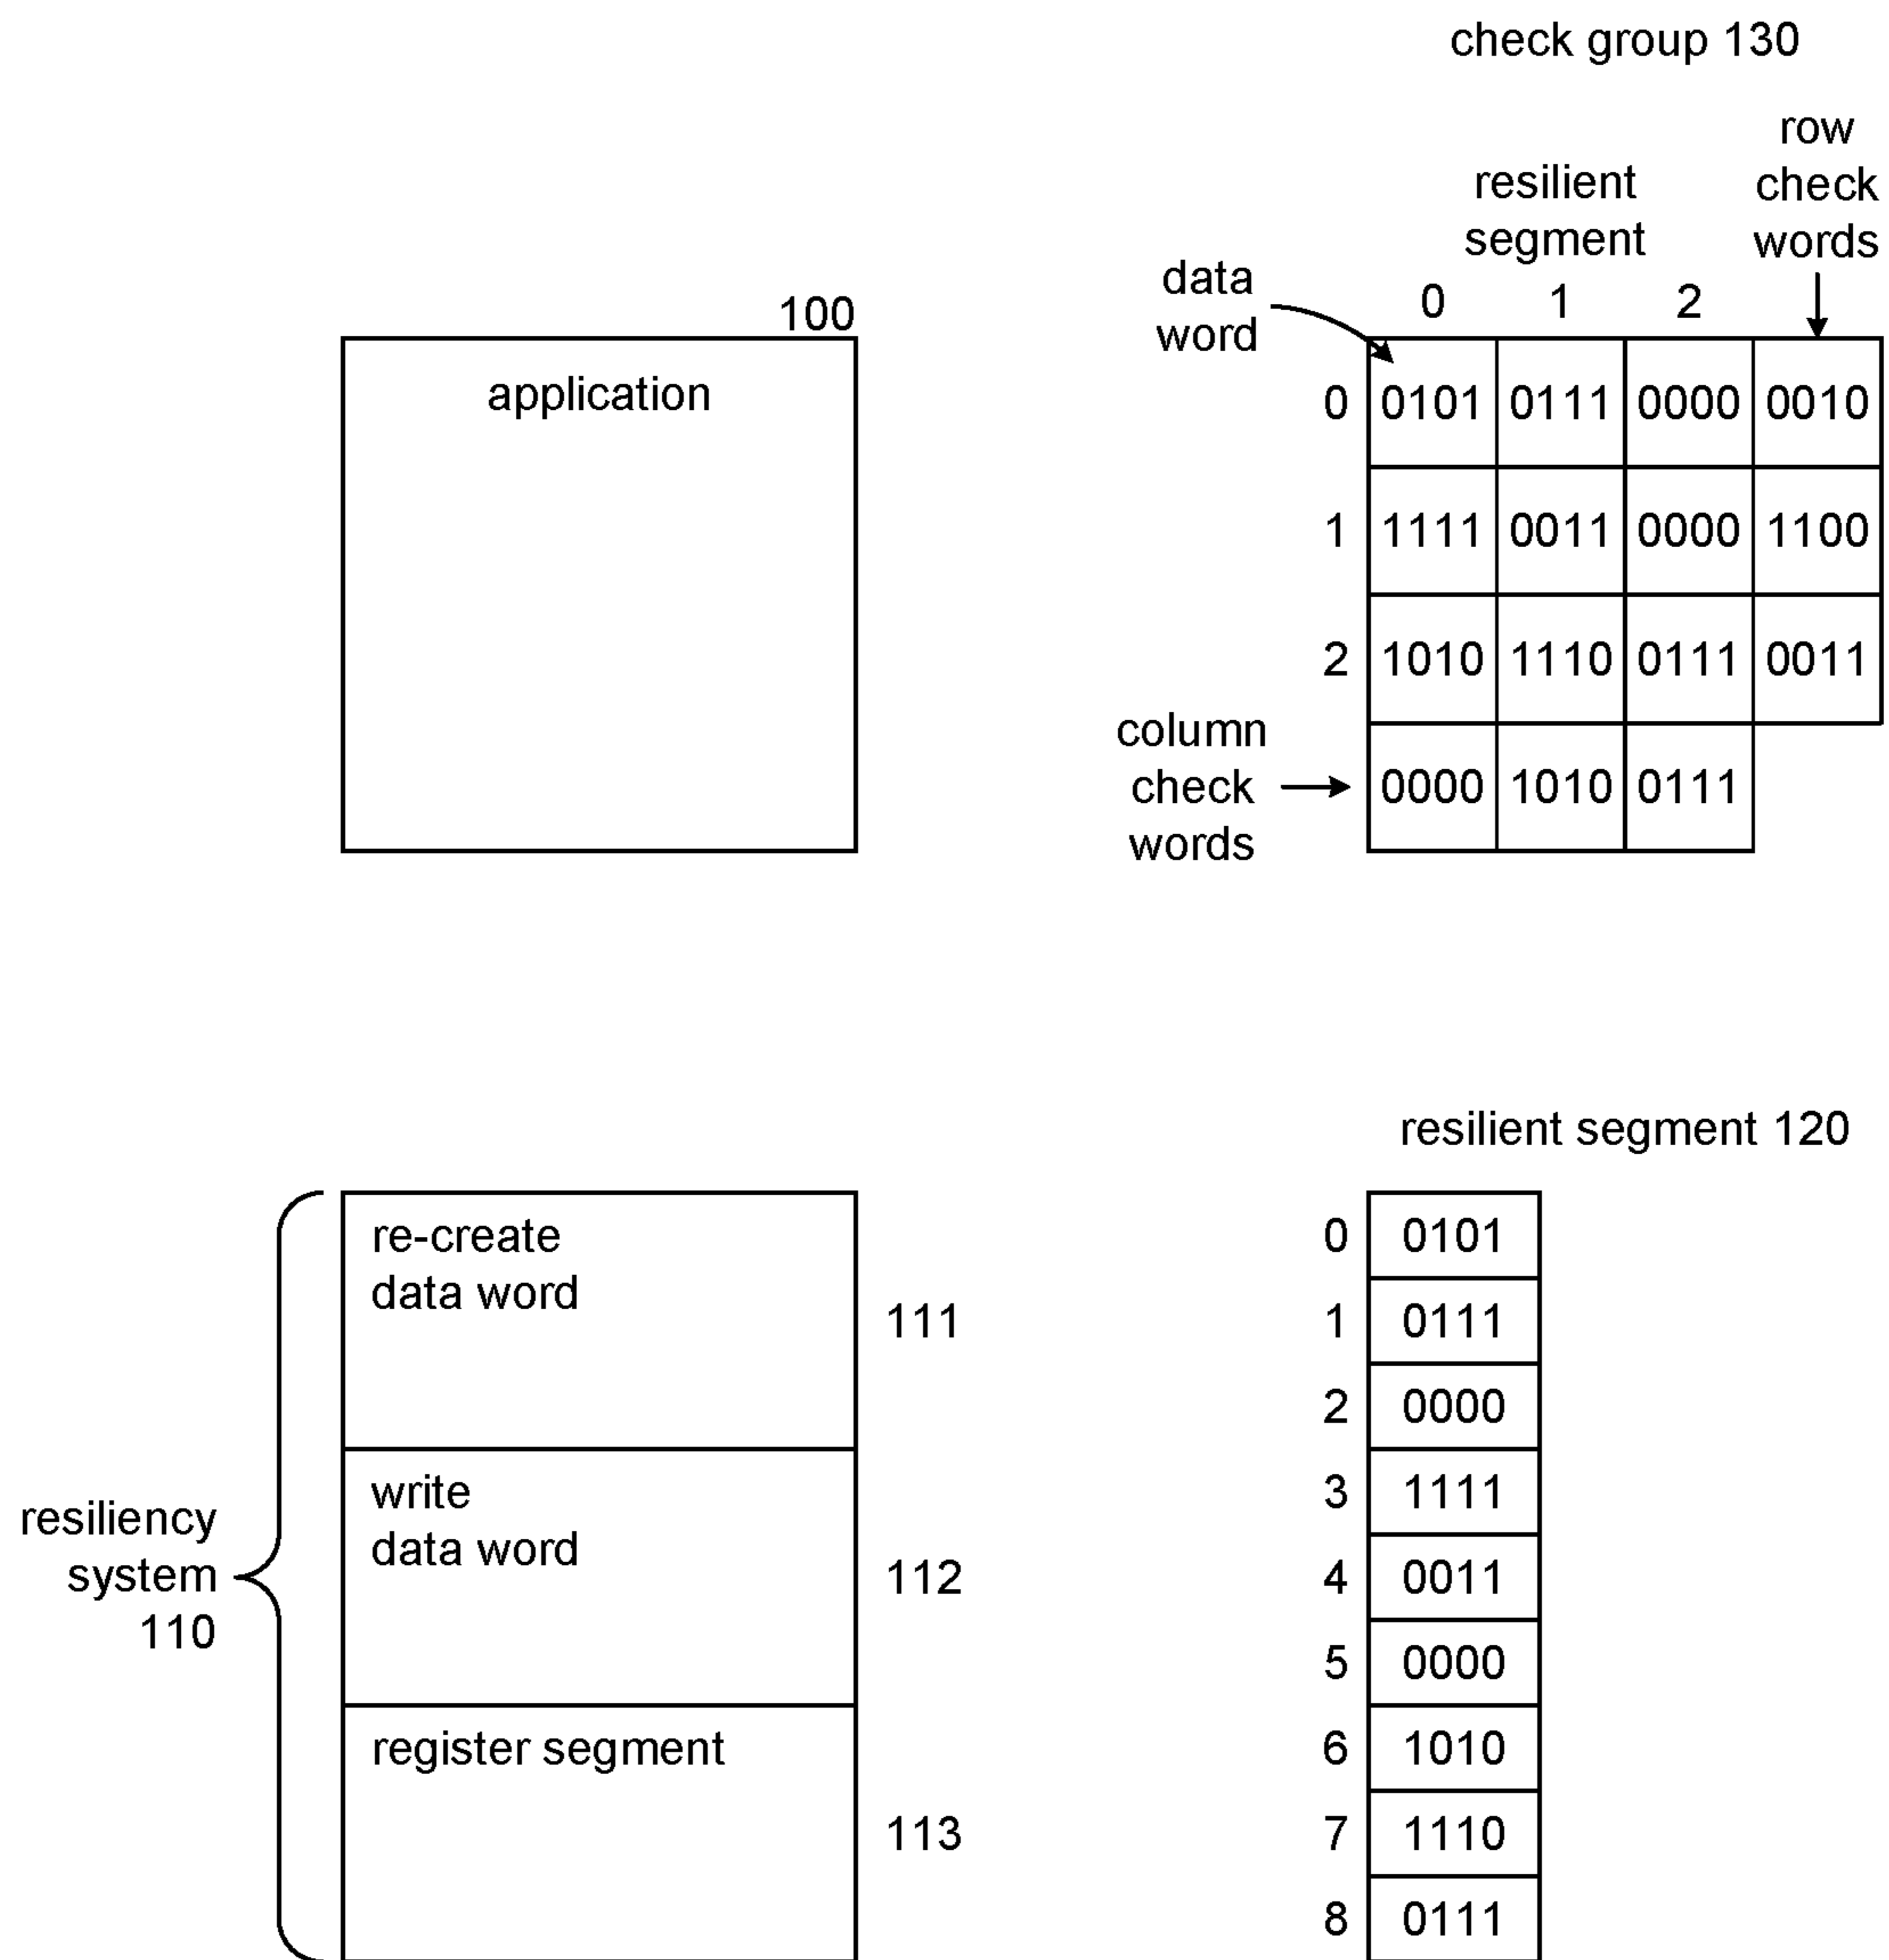 check group 130
row
check
words
resilient
segment
data
word
0 1 2
100
application
0 0101 0111 0000 0010
1 1111 0011 0000 1100
2 1010 1110 0111 0011
column
check
words
0000 1010 0111
resilient segment 120
resiliency
system
110
re-create
data word
111
write
data word
112
register segment
113
0 0101
1 0111
2 0000
3 1111
4 0011
5 0000
6 1010
7 1110
8 0111